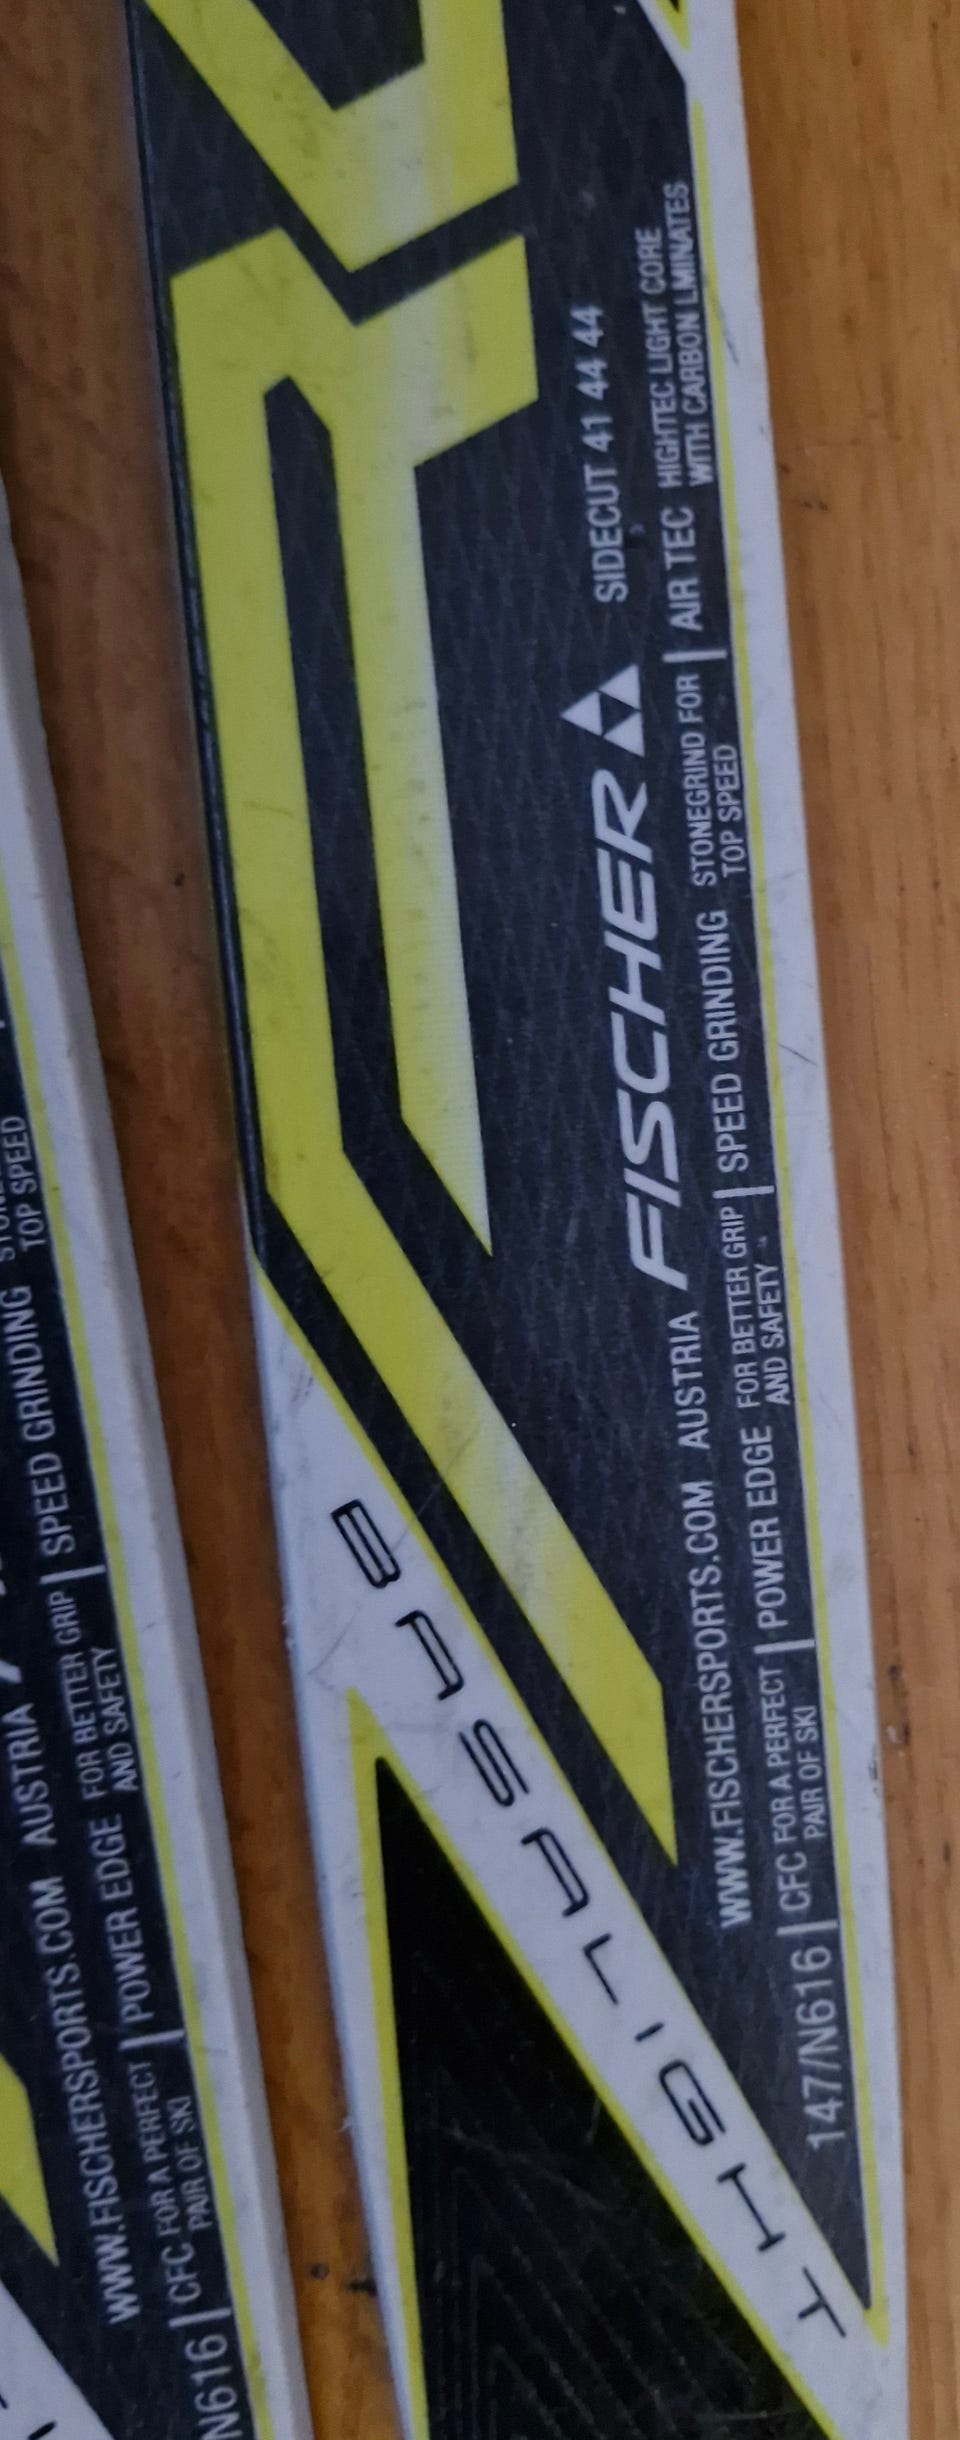 SIDECUT 41 44 44
FISCHER
WWW.FISCHERSPORTS.COM AUSTRIA
147/N616 | CFC FOR A PERFECT PAIR OF SKI | POWER EDGE FOR BETTER GRIP AND SAFETY | SPEED GRINDING STONEGRIND FOR TOP SPEED | AIR TEC HIGHTEC LIGHT CORE WITH CARBON LMINATES
BASALIGHT
WWW.FISCHERSPORTS.COM AUSTRIA
N616 | CFC FOR A PERFECT PAIR OF SKI | POWER EDGE FOR BETTER GRIP AND SAFETY | SPEED GRINDING TOP SPEED